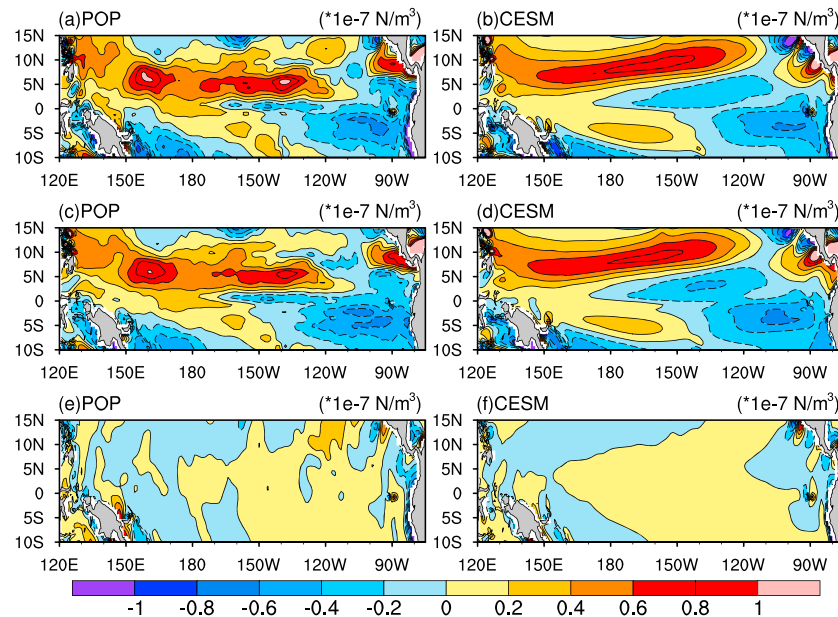 (a)POP (*1e-7 N/m³) (b)CESM (*1e-7 N/m³)
15N 15N
10N 10N
5N 5N
0 0
5S 5S
10S 10S
120E 150E 180 150W 120W 90W 120E 150E 180 150W 120W 90W
(c)POP (*1e-7 N/m³) (d)CESM (*1e-7 N/m³)
15N 15N
10N 10N
5N 5N
0 0
5S 5S
10S 10S
120E 150E 180 150W 120W 90W 120E 150E 180 150W 120W 90W
(e)POP (*1e-7 N/m³) (f)CESM (*1e-7 N/m³)
15N 15N
10N 10N
5N 5N
0 0
5S 5S
10S 10S
120E 150E 180 150W 120W 90W 120E 150E 180 150W 120W 90W
-1 -0.8 -0.6 -0.4 -0.2 0 0.2 0.4 0.6 0.8 1